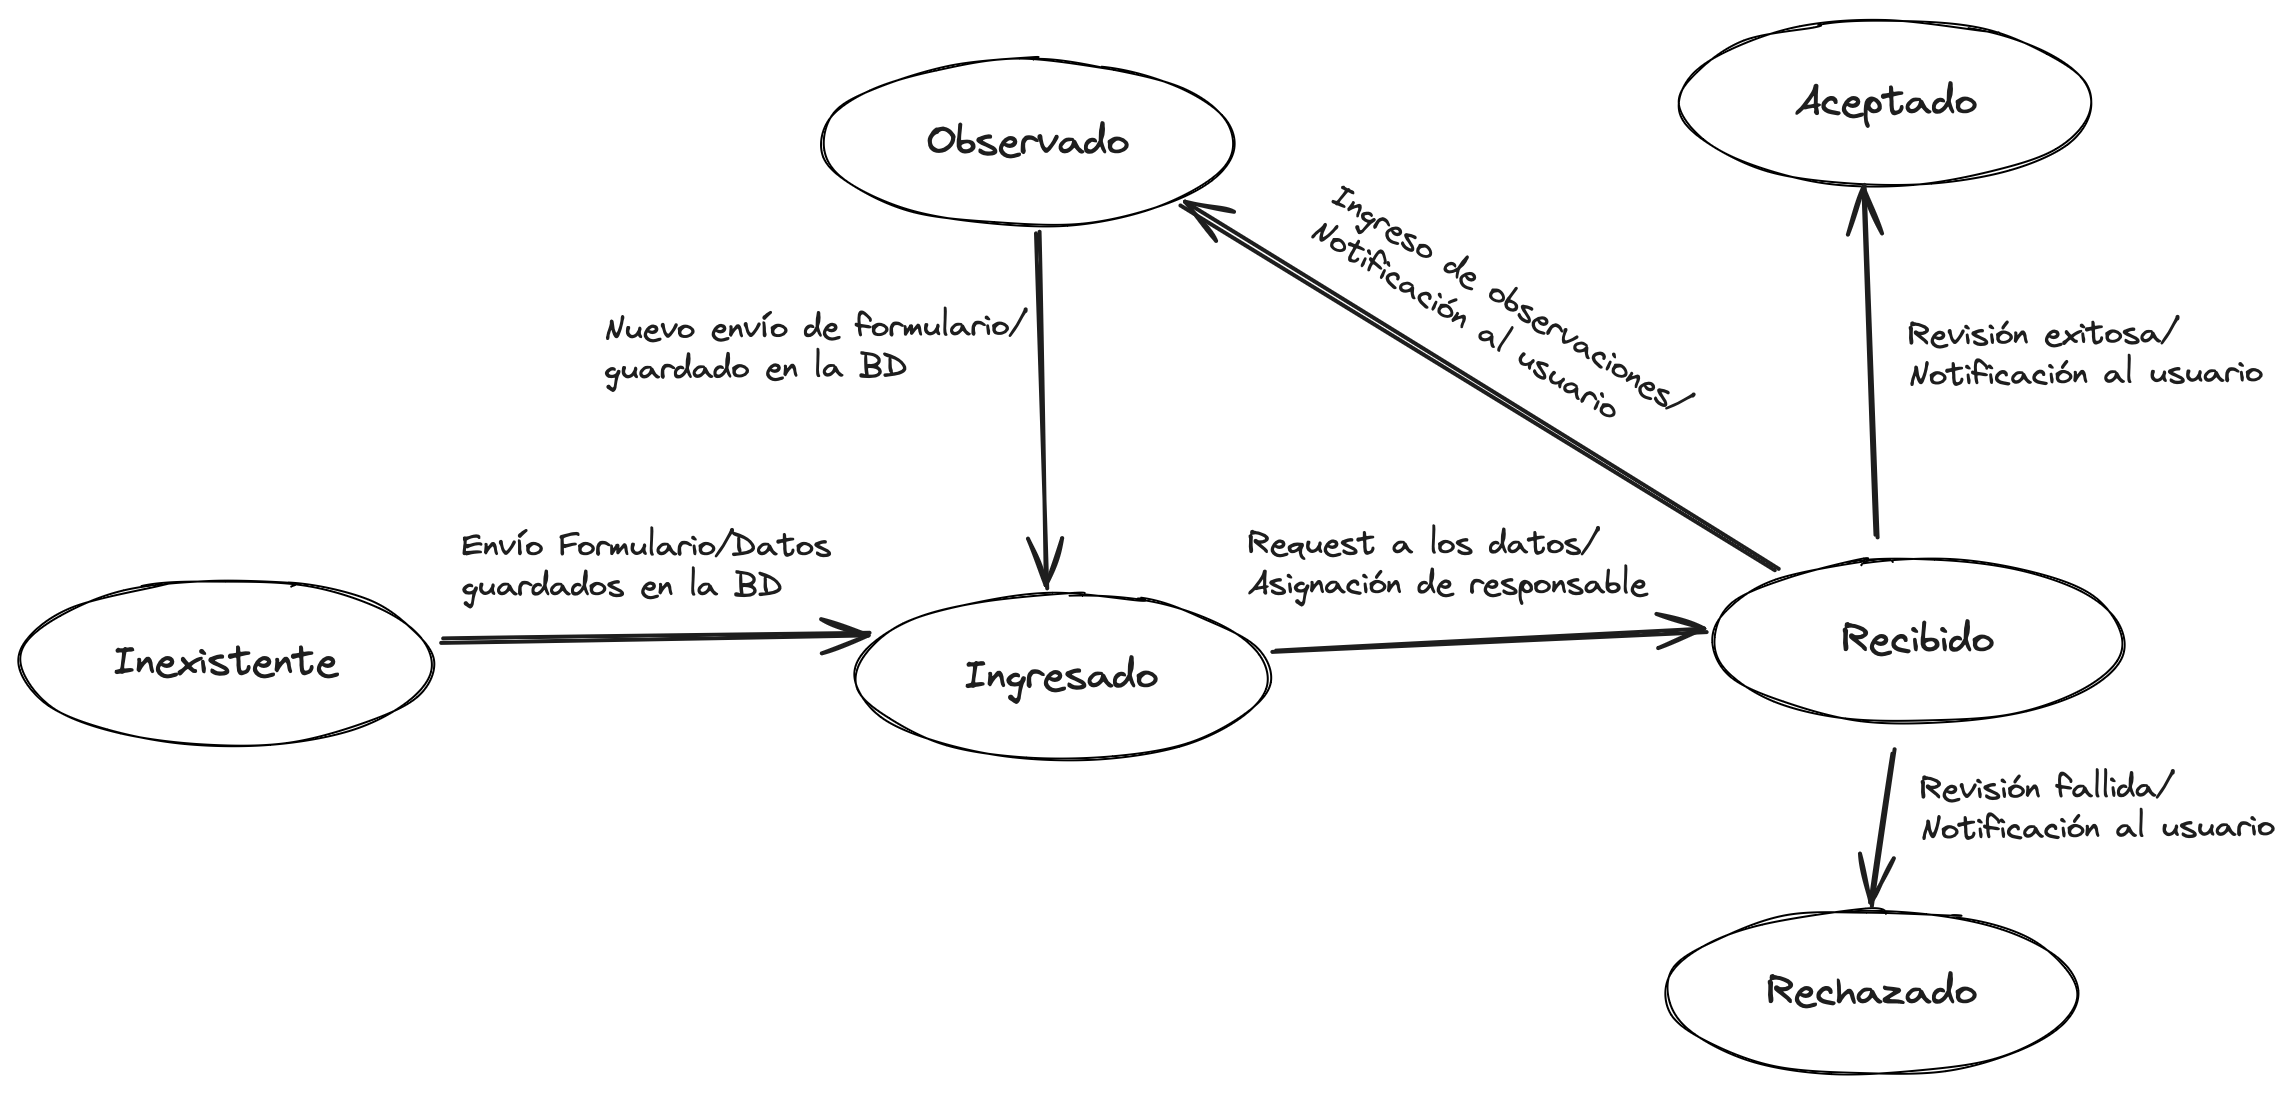 Aceptado
Observado
Ingreso de observaciones/
Notificación al usuario
Nuevo envío de formulario/
guardado en la BD
Revisión exitosa/
Notificación al usuario
Envío Formulario/Datos
guardados en la BD
Request a los datos/
Asignación de responsable
Inexistente
Ingresado
Recibido
Revisión fallida/
Notificación al usuario
Rechazado